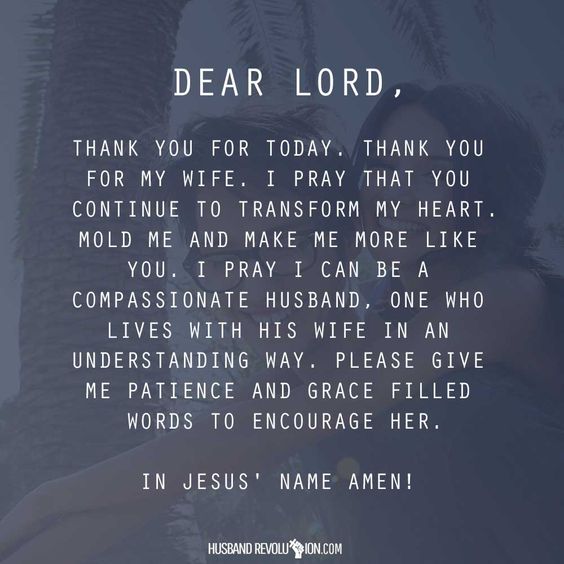 DEAR LORD,
THANK YOU FOR TODAY. THANK YOU
FOR MY WIFE. I PRAY THAT YOU
CONTINUE TO TRANSFORM MY HEART.
MOLD ME AND MAKE ME MORE LIKE
YOU. I PRAY I CAN BE A
COMPASSIONATE HUSBAND, ONE WHO
LIVES WITH HIS WIFE IN AN
UNDERSTANDING WAY. PLEASE GIVE
ME PATIENCE AND GRACE FILLED
WORDS TO ENCOURAGE HER.
IN JESUS' NAME AMEN!
HUSBAND REVOLUTION.COM